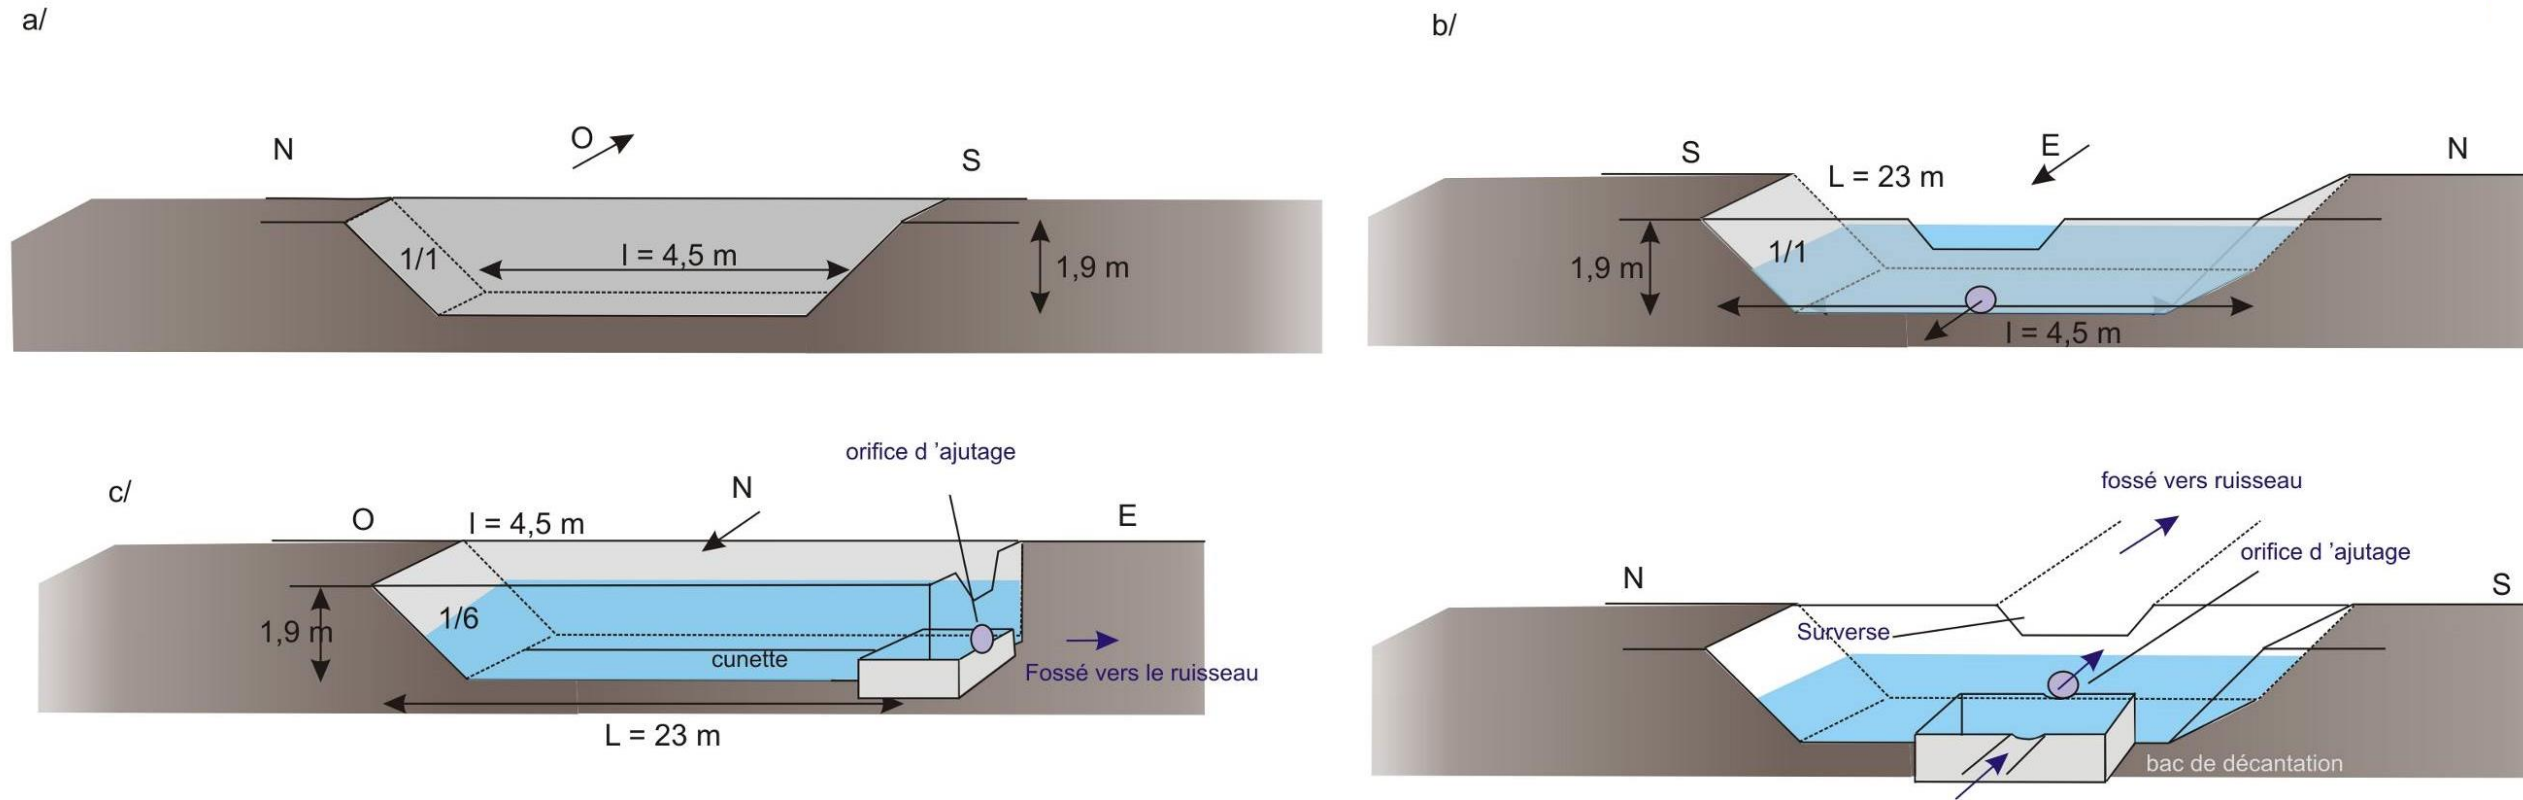 a/
N
O
S
1/1
l = 4,5 m
1,9 m
b/
S
E
N
L = 23 m
1/1
1,9 m
l = 4,5 m
c/
orifice d 'ajutage
N
O
l = 4,5 m
E
1/6
1,9 m
cunette
Fossé vers le ruisseau
L = 23 m
fossé vers ruisseau
orifice d 'ajutage
N
S
Surverse
bac de décantation